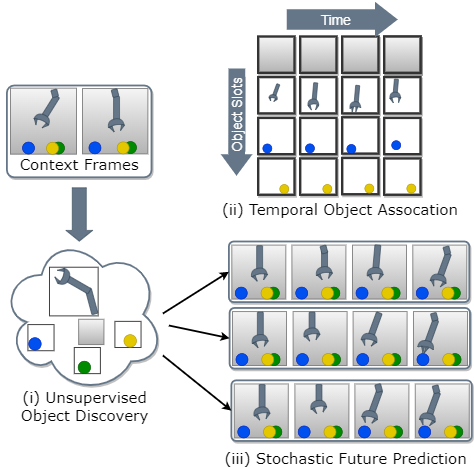 Time
Object Slots
Context Frames
(ii) Temporal Object Assocation
(i) Unsupervised
Object Discovery
(iii) Stochastic Future Prediction